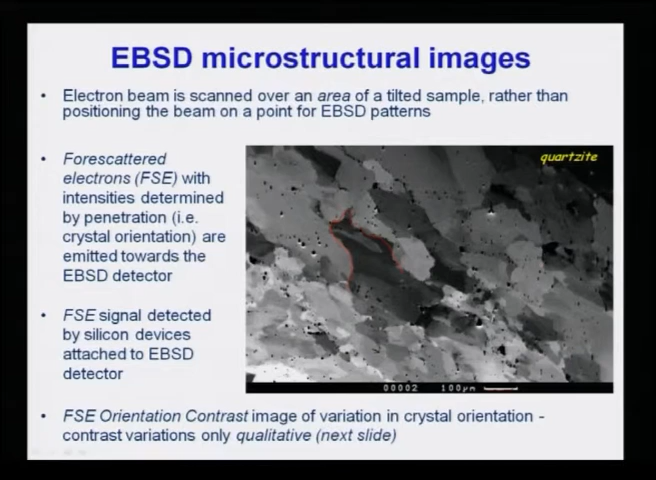 EBSD microstructural images
• Electron beam is scanned over an area of a tilted sample, rather than
positioning the beam on a point for EBSD patterns
• Forescattered
electrons (FSE) with
intensities determined
by penetration (i.e.
crystal orientation) are
emitted towards the
EBSD detector
quartzite
• FSE signal detected
by silicon devices
attached to EBSD
detector
00002 100µm
• FSE Orientation Contrast image of variation in crystal orientation -
contrast variations only qualitative (next slide)